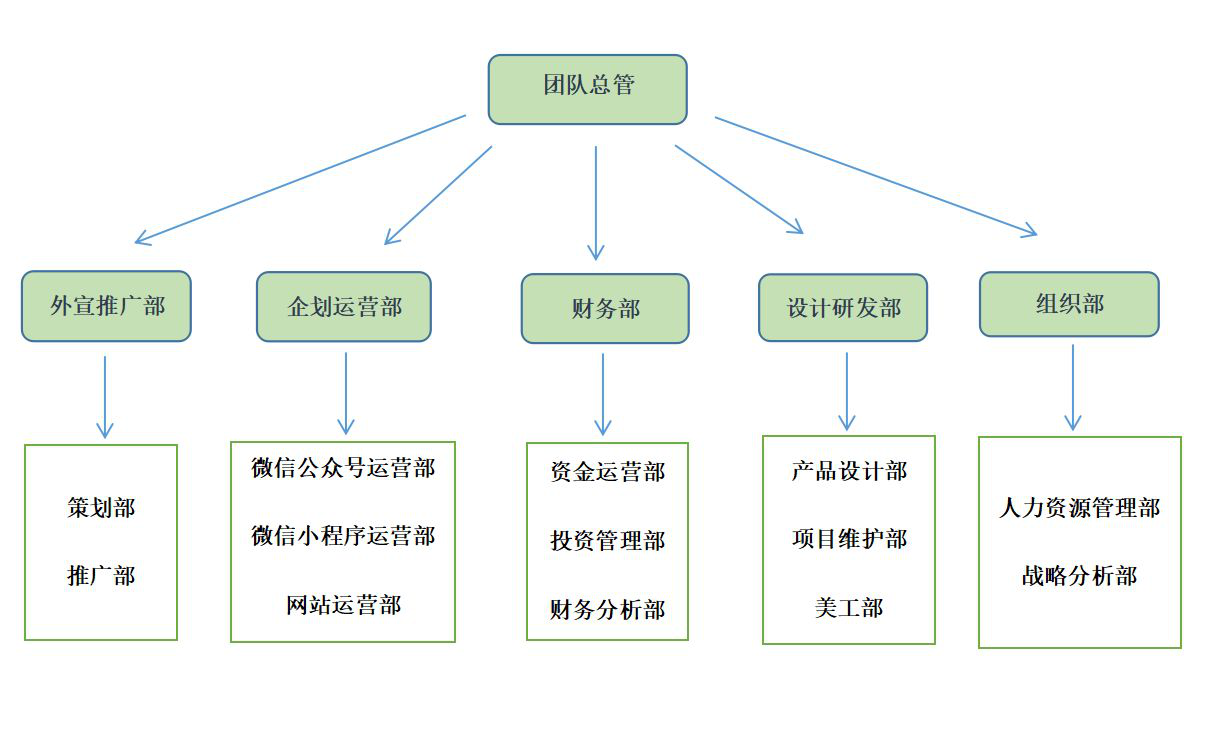 团队总管
外宣推广部
企划运营部
财务部
设计研发部
组织部
策划部
推广部
微信公众号运营部
微信小程序运营部
网站运营部
资金运营部
投资管理部
财务分析部
产品设计部
项目维护部
美工部
人力资源管理部
战略分析部